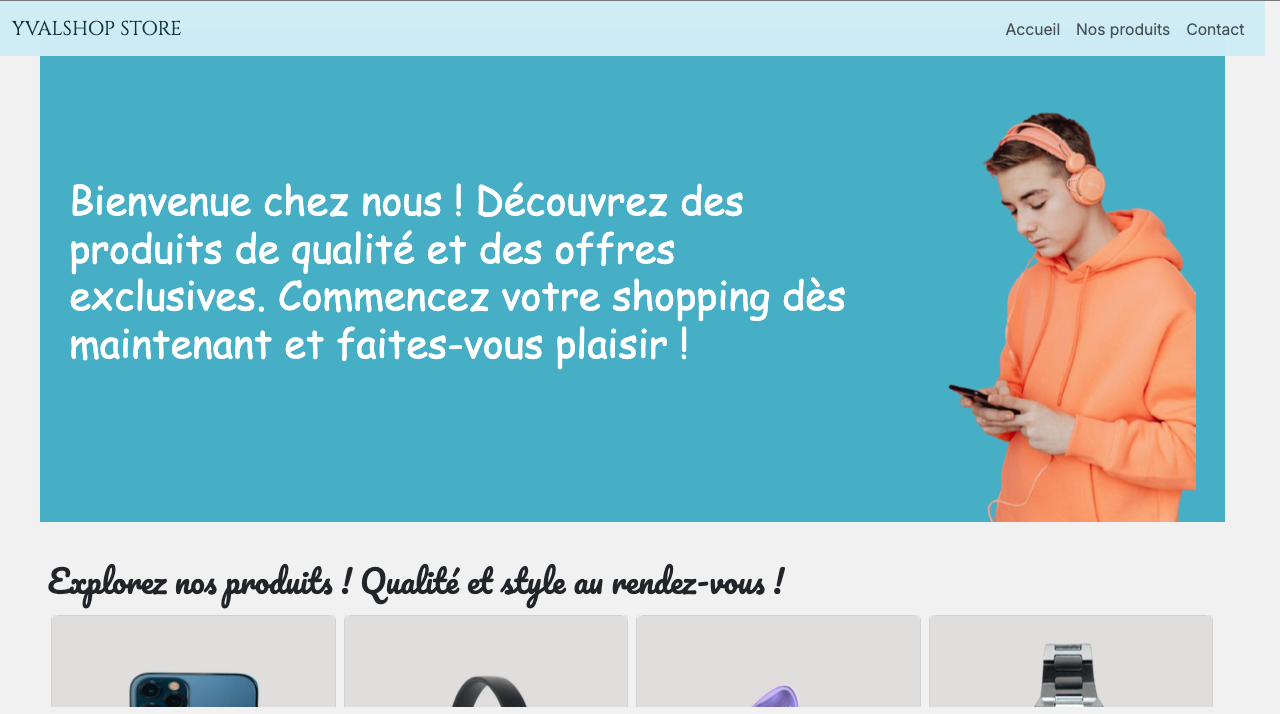 YVALSHOP STORE
Accueil Nos produits Contact
Bienvenue chez nous ! Découvrez des
produits de qualité et des offres
exclusives. Commencez votre shopping dès
maintenant et faites-vous plaisir !
Explorez nos produits ! Qualité et style au rendez-vous !